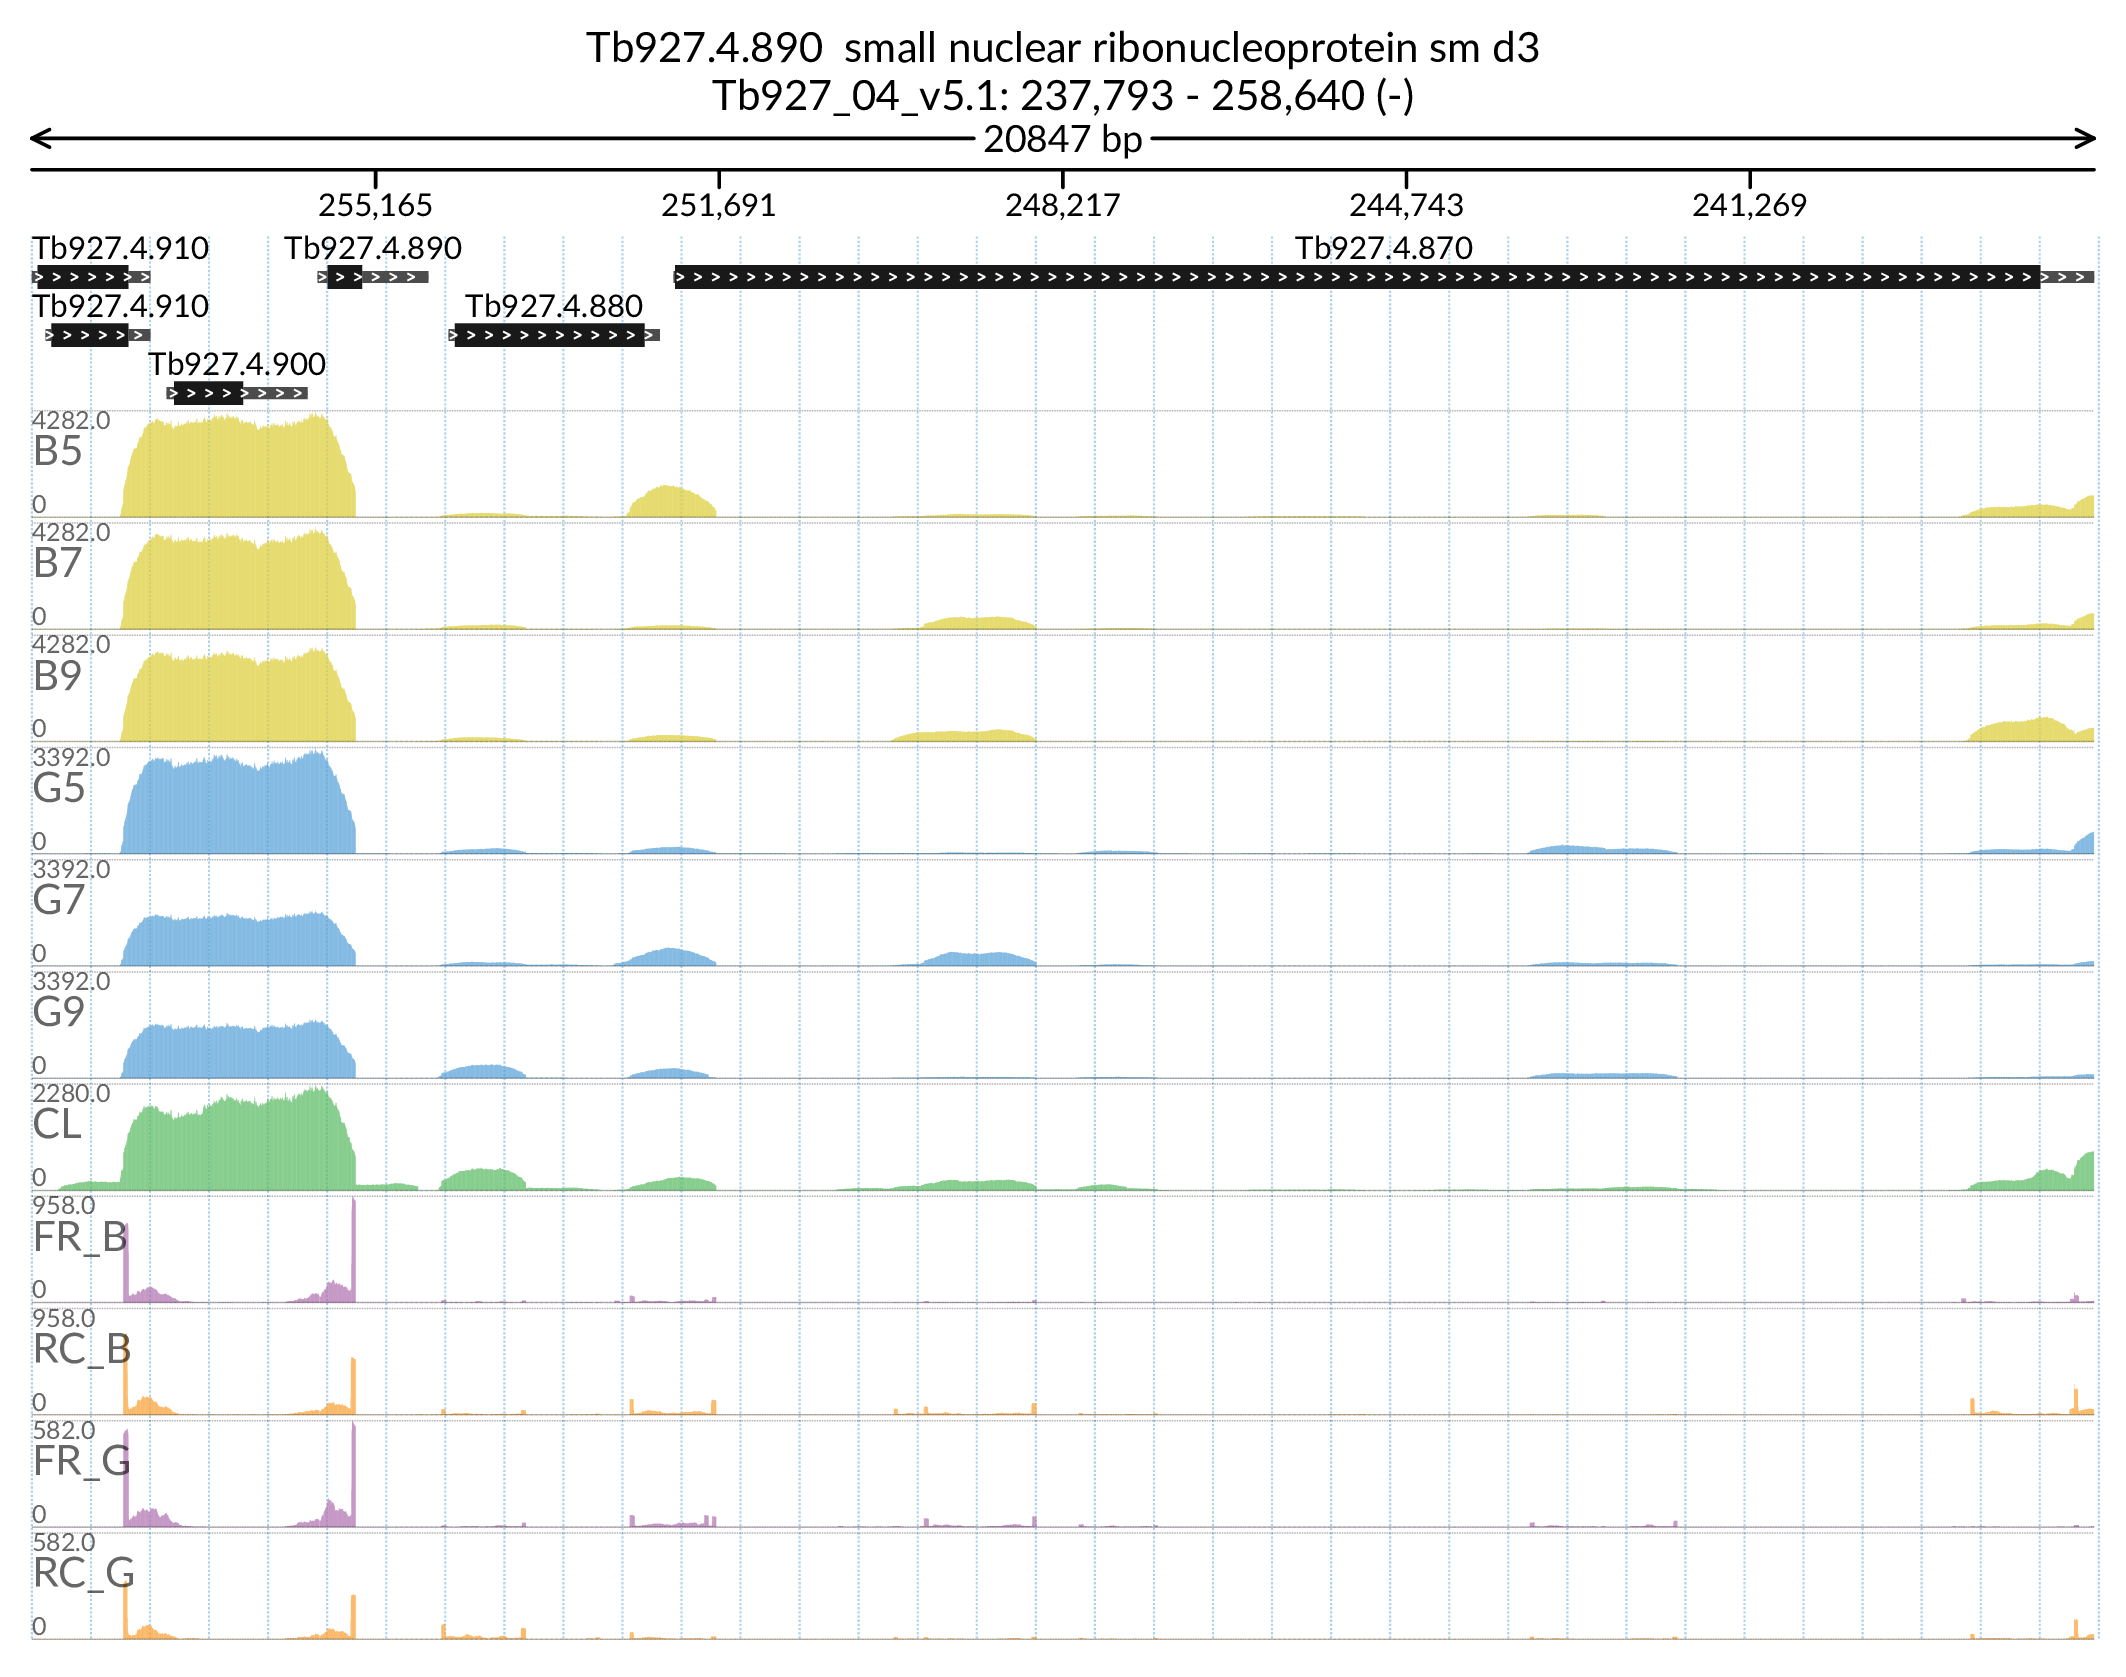 Tb927.4.890  small nuclear ribonucleoprotein sm d3
Tb927_04_v5.1: 237,793 - 258,640 (-)
20847 bp
255,165 251,691 248,217 244,743 241,269
Tb927.4.910 Tb927.4.890 Tb927.4.870
Tb927.4.910 Tb927.4.880
Tb927.4.900
4282.0
B5
0
4282.0
B7
0
4282.0
B9
0
3392.0
G5
0
3392.0
G7
0
3392.0
G9
0
2280.0
CL
0
958.0
FR_B
0
958.0
RC_B
0
582.0
FR_G
0
582.0
RC_G
0